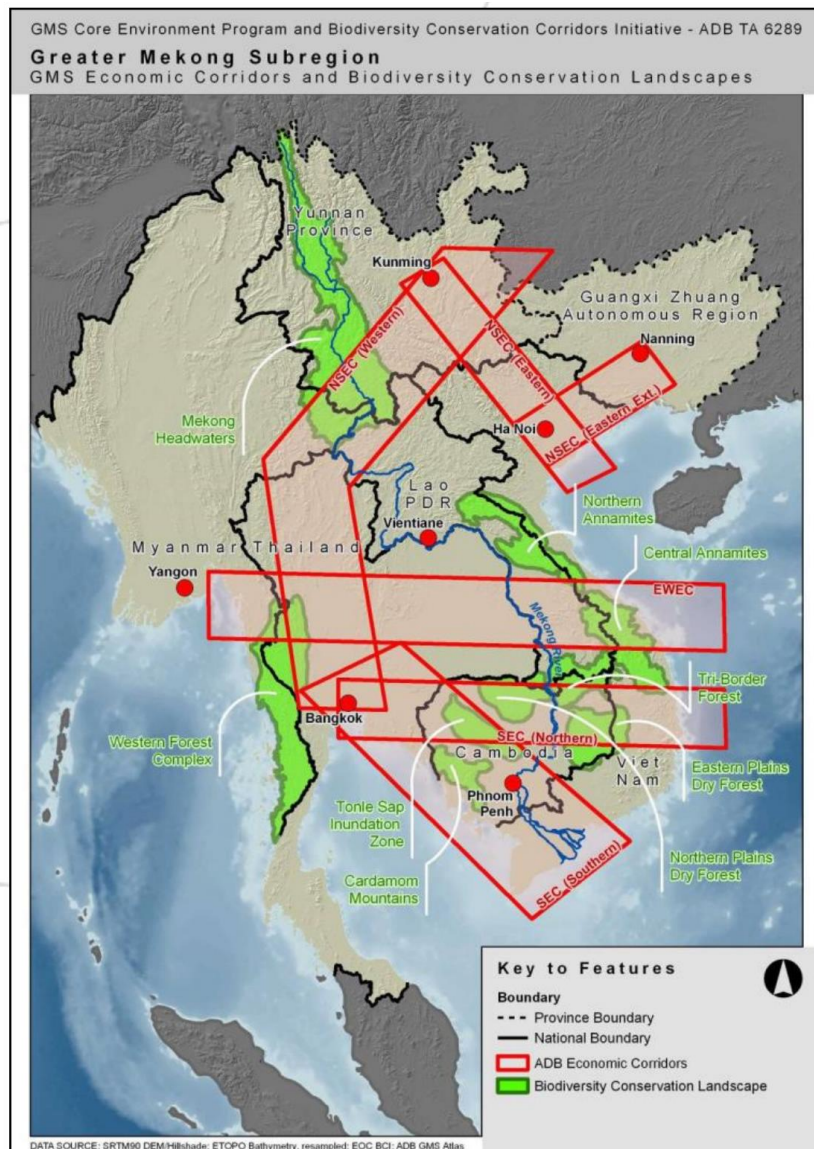 GMS Core Environment Program and Biodiversity Conservation Corridors Initiative - ADB TA 6289
Greater Mekong Subregion
GMS Economic Corridors and Biodiversity Conservation Landscapes
Yunnan
Province
Kunming
Guangxi Zhuang
Autonomous Region
Nanning
NSEC (Western)
NSEC (Eastern)
NSEC (Eastern Ext.)
Mekong
Headwaters
Ha Noi
Lao
PDR
Northern
Annamites
Vientiane
Myanmar
Thailand
Central Annamites
Yangon
EWEC
Mekong River
Tri-Border
Forest
Bangkok
Western Forest
Complex
SEC (Northern)
Cambodia
Viet
Nam
Eastern Plains
Dry Forest
Phnom
Penh
Tonle Sap
Inundation
Zone
Northern Plains
Dry Forest
Cardamom
Mountains
SEC (Southern)
Key to Features
Boundary
Province Boundary
National Boundary
ADB Economic Corridors
Biodiversity Conservation Landscape
DATA SOURCE: SRTM90 DEM/Hillshade; ETOPO Bathymetry, resampled; EOC BCI; ADB GMS Atlas